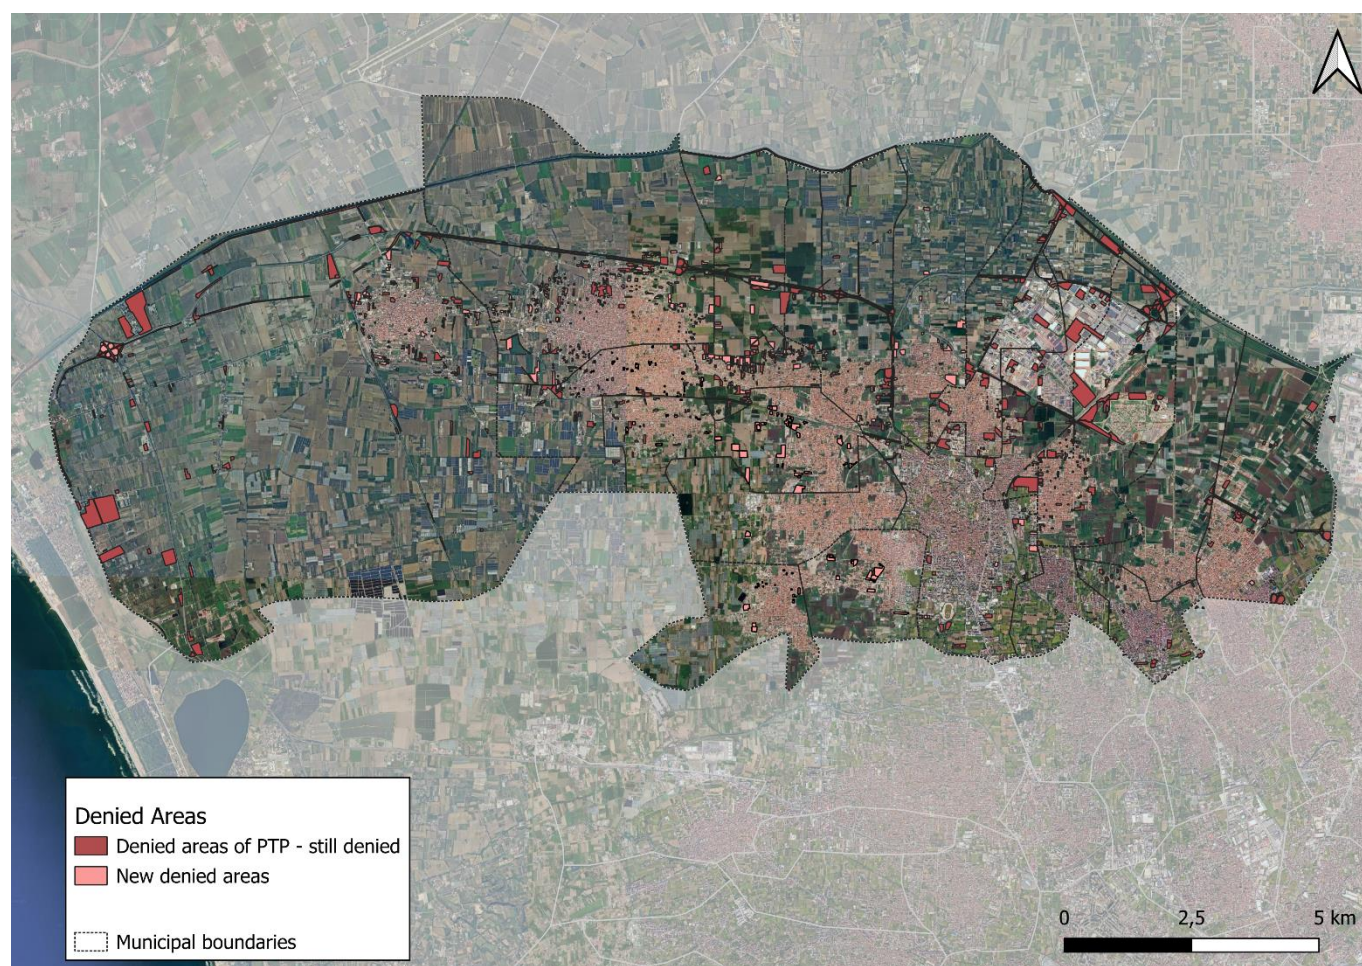 Denied Areas
Denied areas of PTP - still denied
New denied areas
Municipal boundaries
0 2,5 5 km